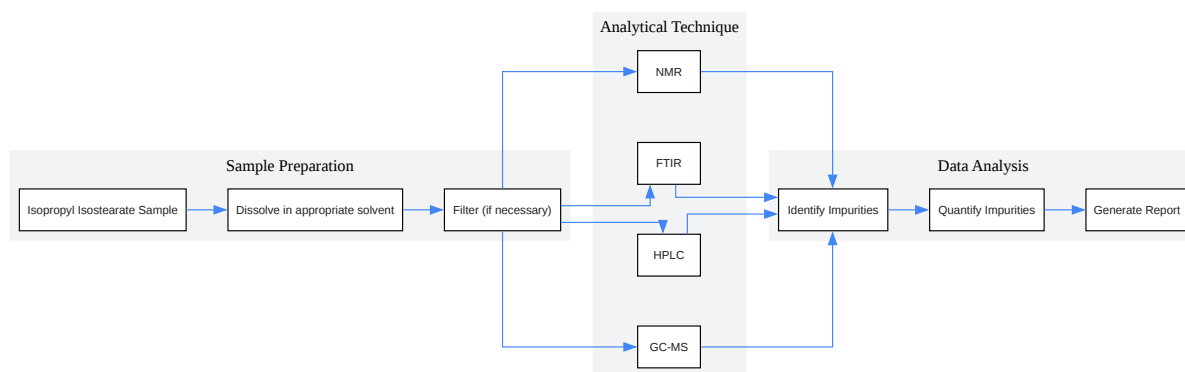 Analytical Technique
NMR
FTIR
Sample Preparation
Data Analysis
Isopropyl Isostearate Sample
Dissolve in appropriate solvent
Filter (if necessary)
Identify Impurities
Quantify Impurities
Generate Report
HPLC
GC-MS